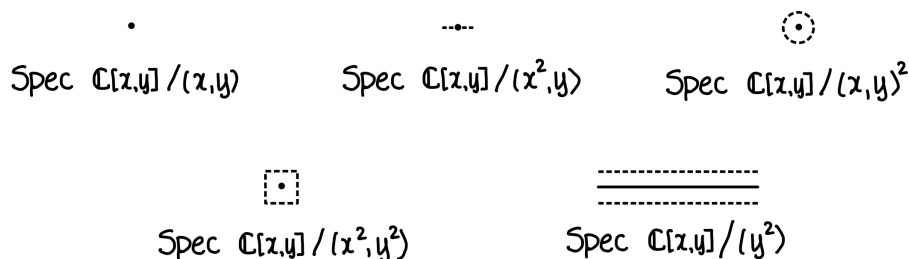 Spec ℂ[x,y]/(x,y)
Spec ℂ[x,y]/(x²,y)
Spec ℂ[x,y]/(x,y)²
Spec ℂ[x,y]/(x²,y²)
Spec ℂ[x,y]/(y²)